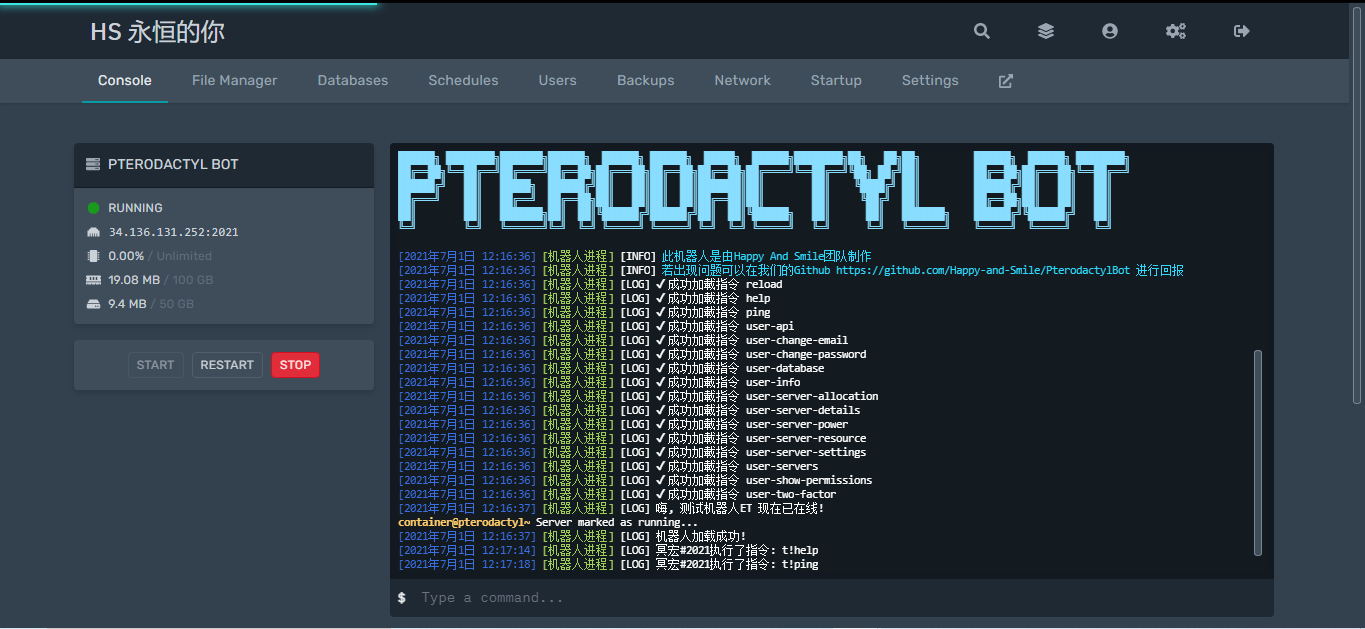 HS 永恒的你
Console File Manager Databases Schedules Users Backups Network Startup Settings
PTERODACTYL BOT
RUNNING
34.136.131.252:2021
0.00% / Unlimited
19.08 MB / 100 GB
9.4 MB / 50 GB
START RESTART STOP
PTERODACTYL BOT
[2021年7月1日 12:16:36] [机器人进程] [INFO] 此机器人是由Happy And Smile团队制作
[2021年7月1日 12:16:36] [机器人进程] [INFO] 若出现问题可以在我们的Github https://github.com/Happy-and-Smile/PterodactylBot 进行回报
[2021年7月1日 12:16:36] [机器人进程] [LOG] ✓成功加载指令 reload
[2021年7月1日 12:16:36] [机器人进程] [LOG] ✓成功加载指令 help
[2021年7月1日 12:16:36] [机器人进程] [LOG] ✓成功加载指令 ping
[2021年7月1日 12:16:36] [机器人进程] [LOG] ✓成功加载指令 user-api
[2021年7月1日 12:16:36] [机器人进程] [LOG] ✓成功加载指令 user-change-email
[2021年7月1日 12:16:36] [机器人进程] [LOG] ✓成功加载指令 user-change-password
[2021年7月1日 12:16:36] [机器人进程] [LOG] ✓成功加载指令 user-database
[2021年7月1日 12:16:36] [机器人进程] [LOG] ✓成功加载指令 user-info
[2021年7月1日 12:16:36] [机器人进程] [LOG] ✓成功加载指令 user-server-allocation
[2021年7月1日 12:16:36] [机器人进程] [LOG] ✓成功加载指令 user-server-details
[2021年7月1日 12:16:36] [机器人进程] [LOG] ✓成功加载指令 user-server-power
[2021年7月1日 12:16:36] [机器人进程] [LOG] ✓成功加载指令 user-server-resource
[2021年7月1日 12:16:36] [机器人进程] [LOG] ✓成功加载指令 user-server-settings
[2021年7月1日 12:16:36] [机器人进程] [LOG] ✓成功加载指令 user-servers
[2021年7月1日 12:16:36] [机器人进程] [LOG] ✓成功加载指令 user-show-permissions
[2021年7月1日 12:16:36] [机器人进程] [LOG] ✓成功加载指令 user-two-factor
[2021年7月1日 12:16:37] [机器人进程] [LOG] 嗨, 测试机器人ET 现在已在线!
container@pterodactyl~ Server marked as running...
[2021年7月1日 12:16:37] [机器人进程] [LOG] 机器人加载成功!
[2021年7月1日 12:17:14] [机器人进程] [LOG] 冥宏#2021执行了指令: t!help
[2021年7月1日 12:17:18] [机器人进程] [LOG] 冥宏#2021执行了指令: t!ping
$ Type a command...